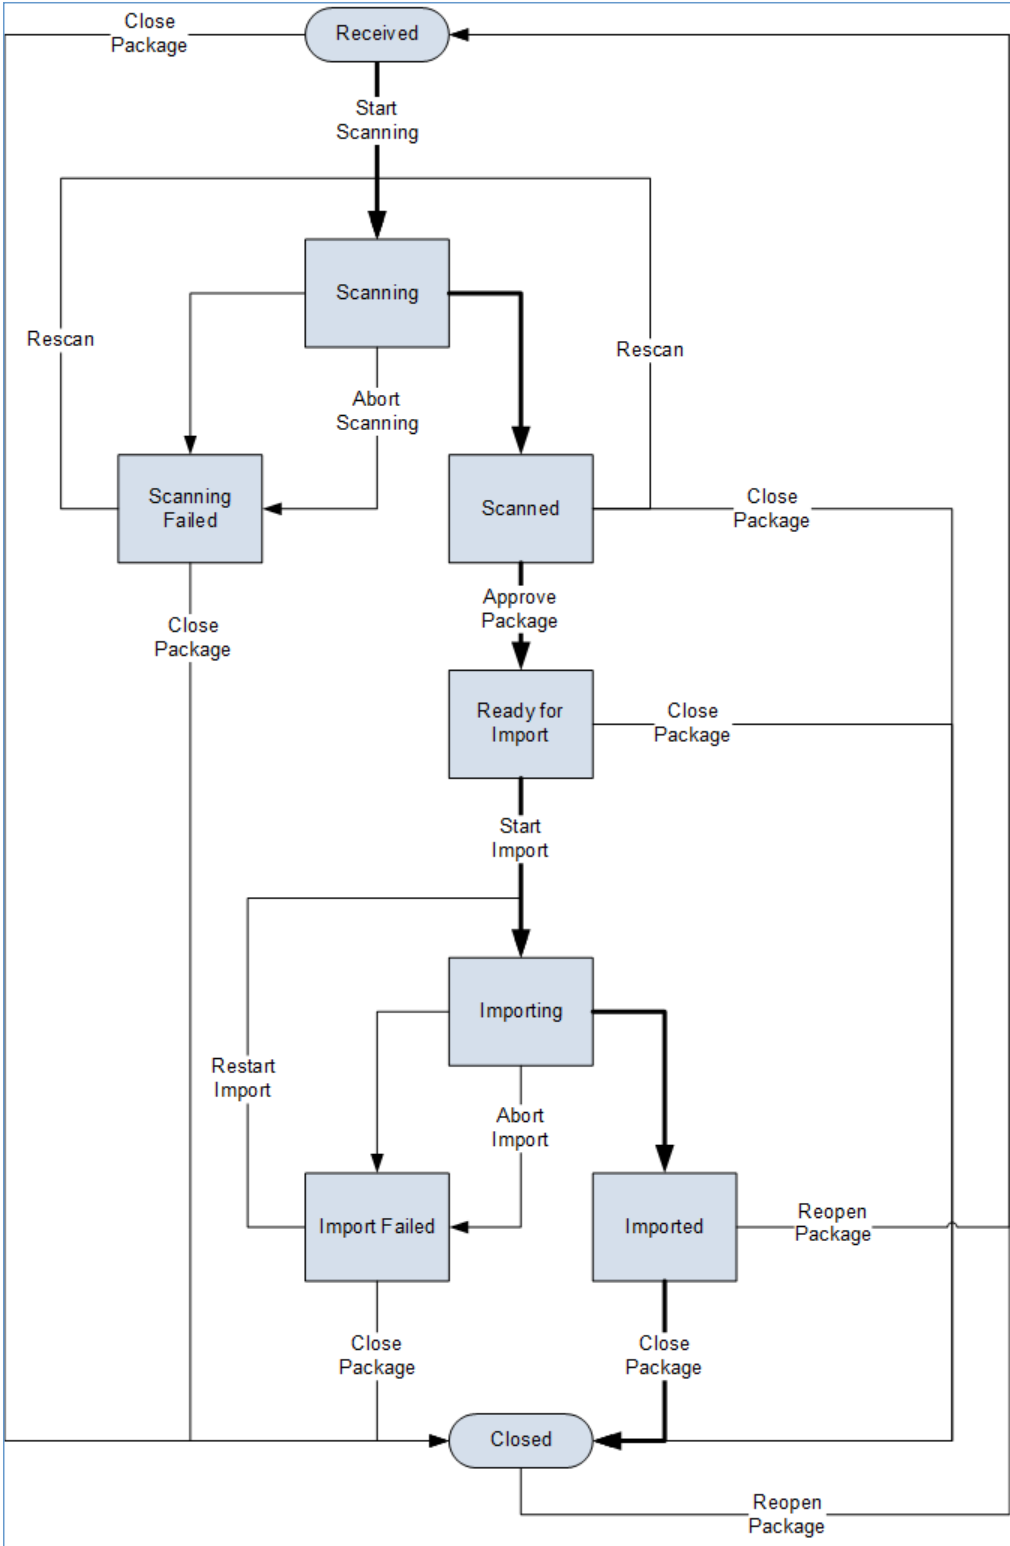 Close
Package
Received
Start
Scanning
Scanning
Rescan
Rescan
Abort
Scanning
Scanning
Failed
Scanned
Close
Package
Approve
Package
Close
Package
Ready for
Import
Close
Package
Start
Import
Importing
Restart
Import
Abort
Import
Import Failed
Imported
Reopen
Package
Close
Package
Close
Package
Closed
Reopen
Package